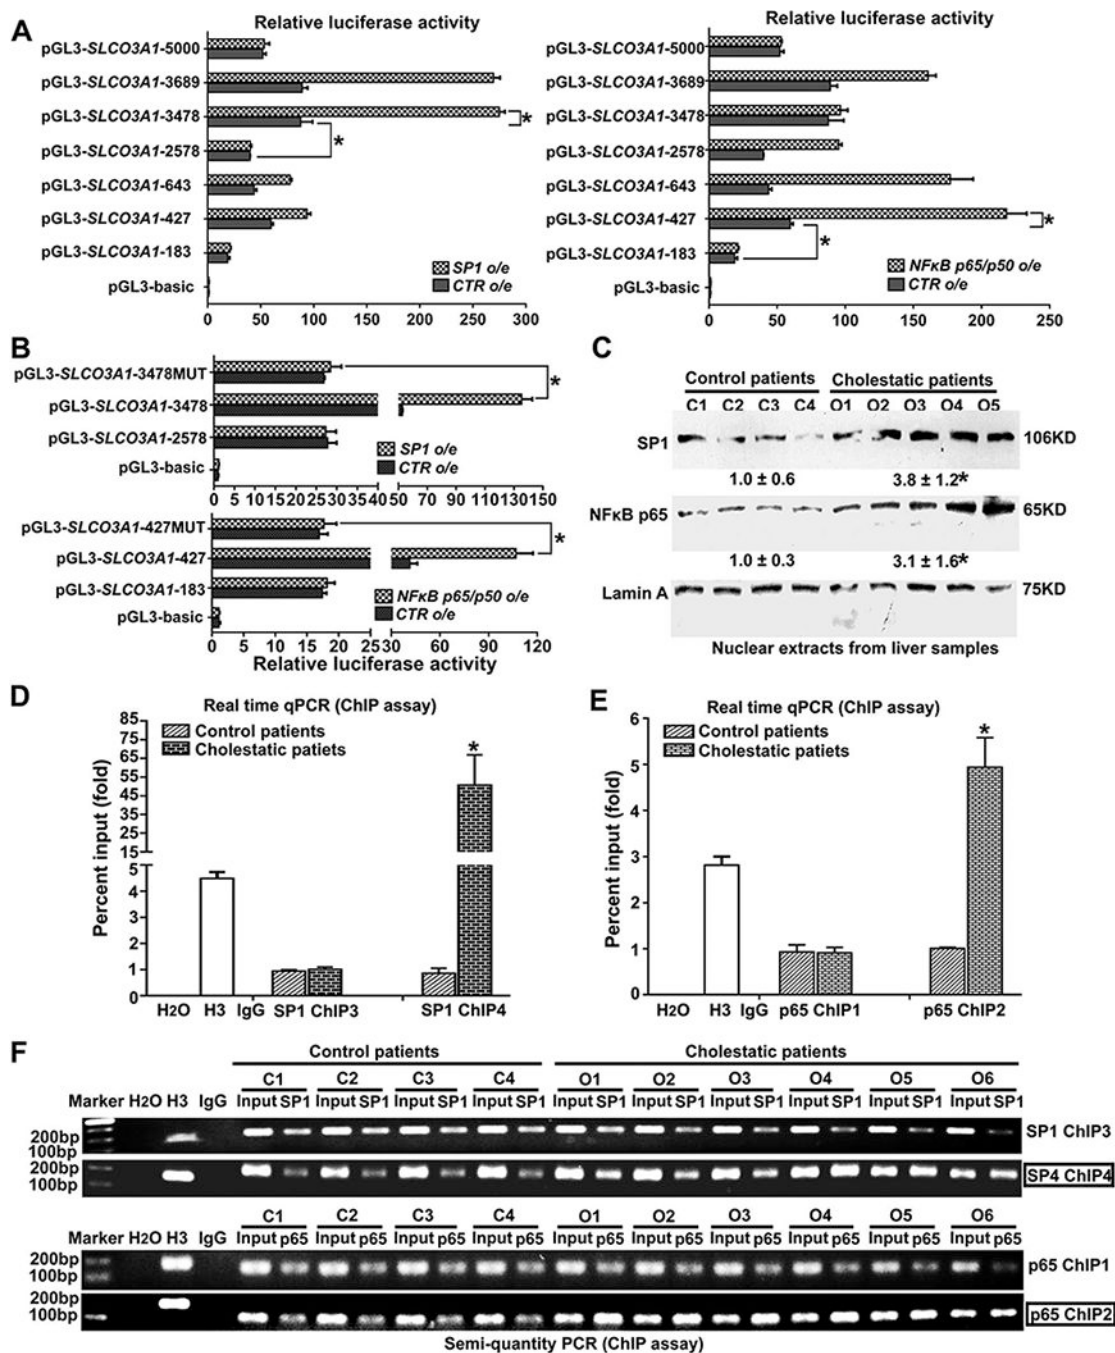 A
Relative luciferase activity
pGL3-SLCO3A1-5000
pGL3-SLCO3A1-3689
pGL3-SLCO3A1-3478
pGL3-SLCO3A1-2578
pGL3-SLCO3A1-643
pGL3-SLCO3A1-427
pGL3-SLCO3A1-183
pGL3-basic
*
*
SP1 o/e
CTR o/e
0 50 100 150 200 250 300
Relative luciferase activity
pGL3-SLCO3A1-5000
pGL3-SLCO3A1-3689
pGL3-SLCO3A1-3478
pGL3-SLCO3A1-2578
pGL3-SLCO3A1-643
pGL3-SLCO3A1-427
pGL3-SLCO3A1-183
pGL3-basic
*
*
NFκB p65/p50 o/e
CTR o/e
0 50 100 150 200 250
B
pGL3-SLCO3A1-3478MUT
pGL3-SLCO3A1-3478
pGL3-SLCO3A1-2578
pGL3-basic
*
SP1 o/e
CTR o/e
0 5 10 15 20 25 30 35 40 50 70 90 110 130 150
pGL3-SLCO3A1-427MUT
pGL3-SLCO3A1-427
pGL3-SLCO3A1-183
pGL3-basic
*
NFκB p65/p50 o/e
CTR o/e
0 5 10 15 20 25 30 60 90 120
Relative luciferase activity
C
Control patients Cholestatic patients
C1 C2 C3 C4 O1 O2 O3 O4 O5
SP1 106KD
1.0 ± 0.6 3.8 ± 1.2*
NFκB p65 65KD
1.0 ± 0.3 3.1 ± 1.6*
Lamin A 75KD
Nuclear extracts from liver samples
D
Real time qPCR (ChIP assay)
Control patients
Cholestatic patiets
Percent input (fold)
85
75
65
55
45
35
25
15
5
4
3
2
1
0
*
H2O H3 IgG SP1 ChIP3 SP1 ChIP4
E
Real time qPCR (ChIP assay)
Control patients
Cholestatic patiets
Percent input (fold)
6
5
3
2
1
0
*
H2O H3 IgG p65 ChIP1 p65 ChIP2
F
Control patients Cholestatic patients
C1 C2 C3 C4 O1 O2 O3 O4 O5 O6
Marker H2O H3 IgG Input SP1 Input SP1 Input SP1 Input SP1 Input SP1 Input SP1 Input SP1 Input SP1 Input SP1 Input SP1
200bp
100bp
SP1 ChIP3
200bp
100bp
SP4 ChIP4
C1 C2 C3 C4 O1 O2 O3 O4 O5 O6
Marker H2O H3 IgG Input p65 Input p65 Input p65 Input p65 Input p65 Input p65 Input p65 Input p65 Input p65 Input p65
200bp
100bp
p65 ChIP1
200bp
100bp
p65 ChIP2
Semi-quantity PCR (ChIP assay)